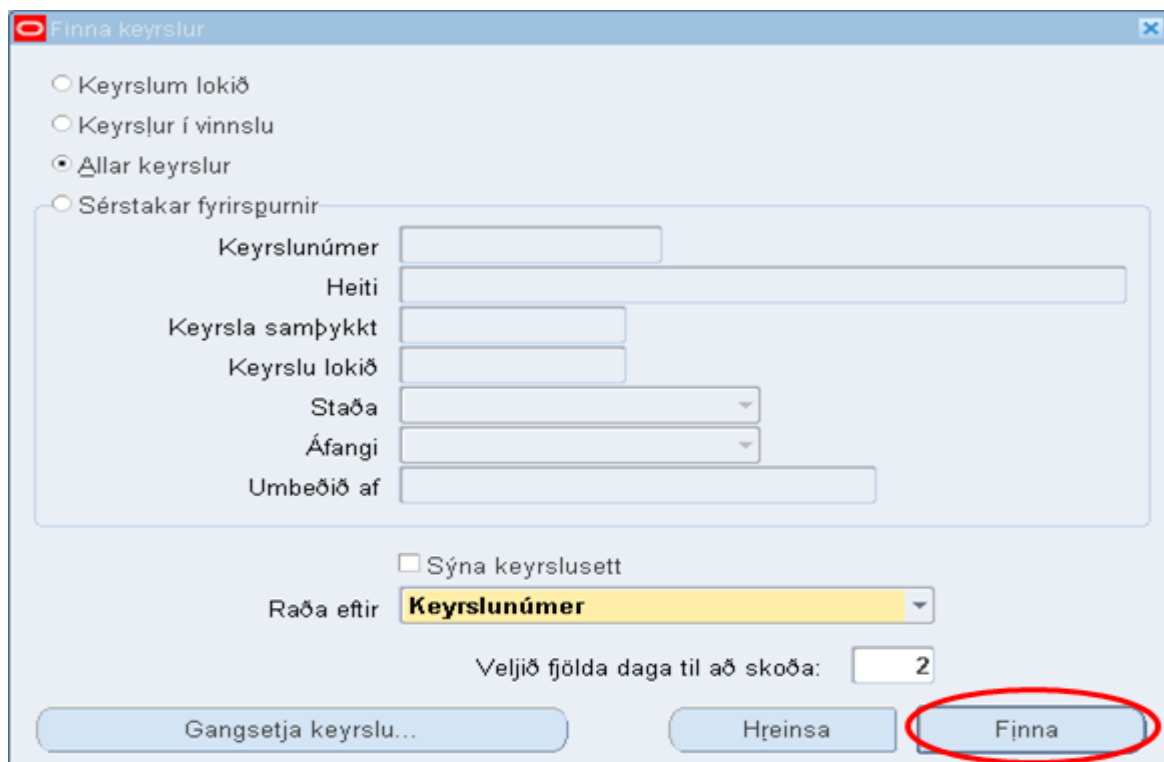 Finna keyrslur
Keyrslum lokið
Keyrslur í vinnslu
Allar keyrslur
Sérstakar fyrirspurnir
Keyrslunúmer
Heiti
Keyrsla samþykkt
Keyrslu lokið
Staða
Áfangi
Umbeðið af
Sýna keyrslusett
Raða eftir Keyrslunúmer
Veljið fjölda daga til að skoða: 2
Gangsetja keyrslu... Hreinsa Finna